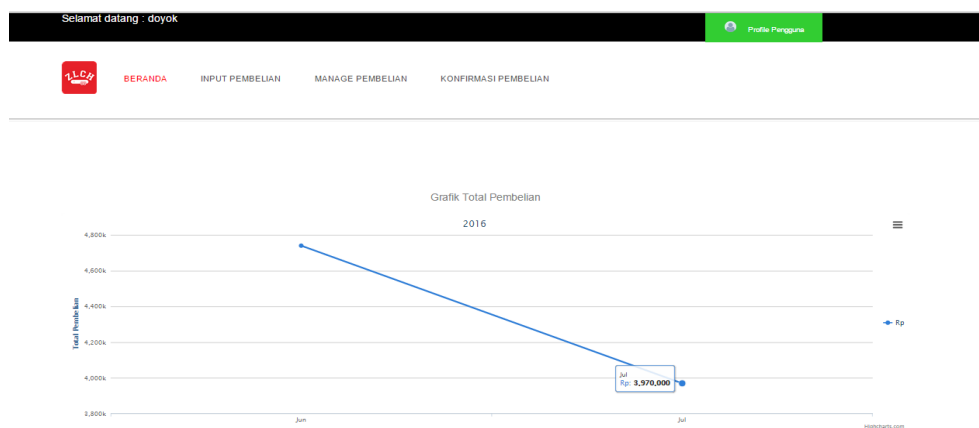 Selamat datang : doyok
Profile Pengguna
ZLCH
BERANDA INPUT PEMBELIAN MANAGE PEMBELIAN KONFIRMASI PEMBELIAN
Grafik Total Pembelian
2016
4,800k
4,600k
4,400k
4,200k
4,000k
3,800k
Total Pembelian
Rp
Jul
Rp: 3,970,000
Jun
Jul
Highcharts.com